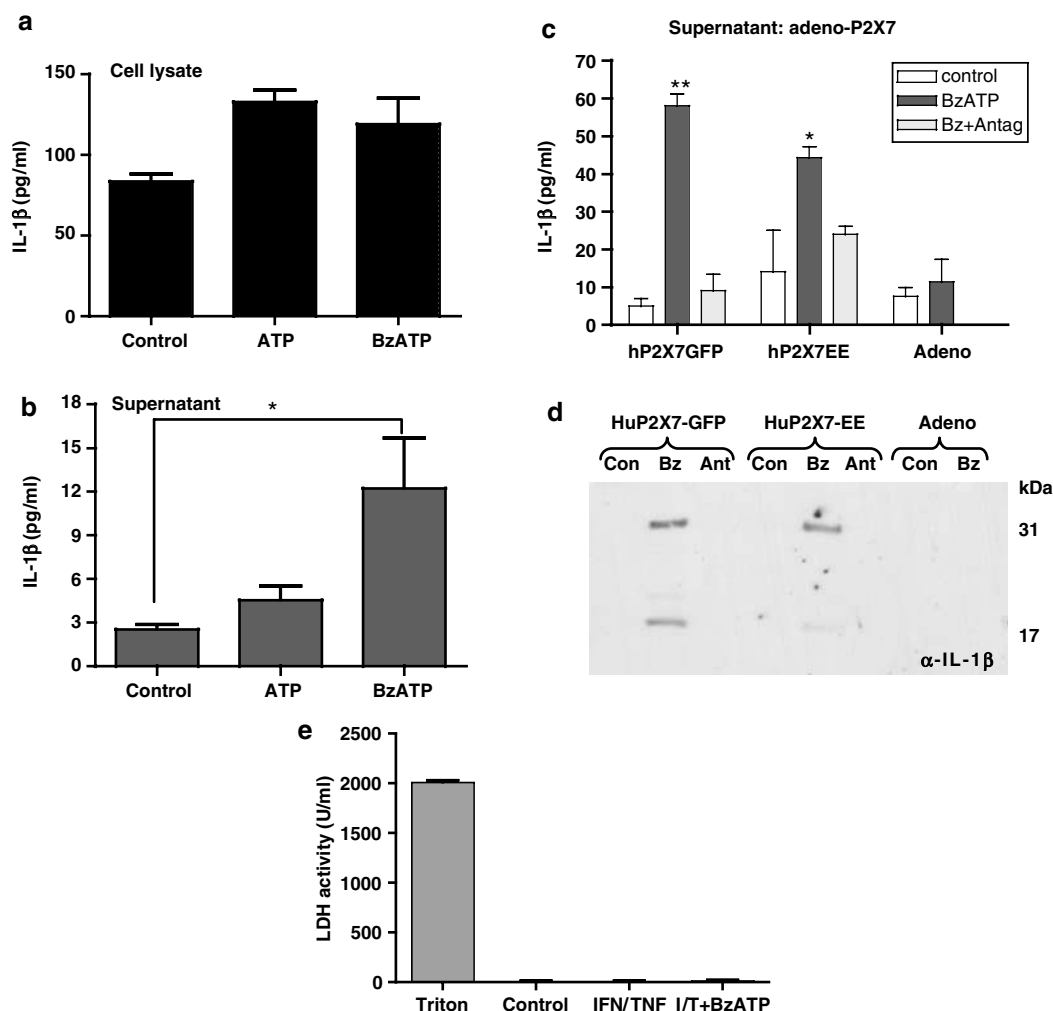 a
Cell lysate
150
100
50
0
IL-1β (pg/ml)
Control ATP BzATP
b
Supernatant
*
18
15
12
9
6
3
0
IL-1β (pg/ml)
Control ATP BzATP
c
Supernatant: adeno-P2X7
control
BzATP
Bz+Antag
70
60
50
40
30
20
10
0
IL-1β (pg/ml)
**
*
hP2X7GFP hP2X7EE Adeno
d
HuP2X7-GFP HuP2X7-EE Adeno
Con Bz Ant Con Bz Ant Con Bz
kDa
31
17
α-IL-1β
e
2500
2000
1500
1000
500
0
LDH activity (U/ml)
Triton Control IFN/TNF I/T+BzATP